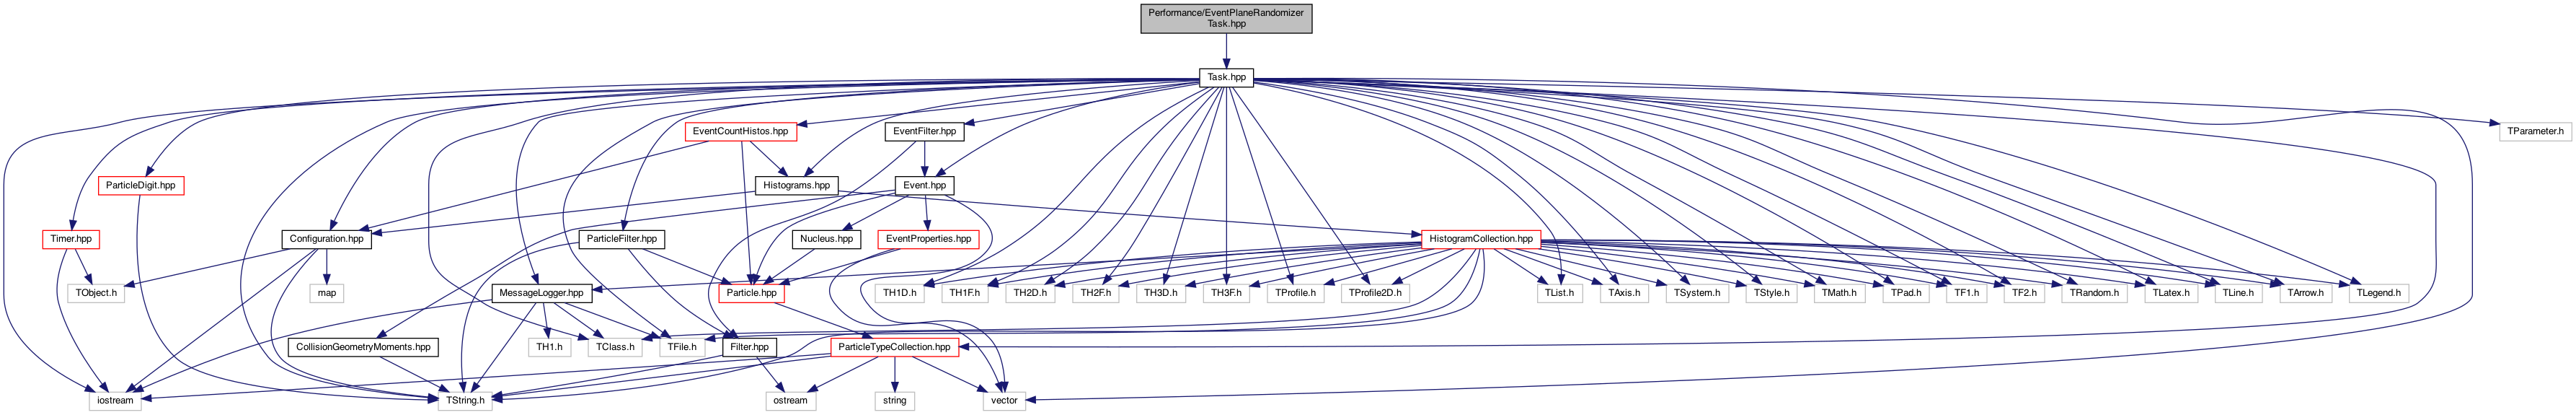 Performance/EventPlaneRandomizer
Task.hpp
Task.hpp
EventCountHistos.hpp
EventFilter.hpp
TParameter.h
ParticleDigit.hpp
Histograms.hpp
Event.hpp
Timer.hpp
Configuration.hpp
ParticleFilter.hpp
Nucleus.hpp
EventProperties.hpp
HistogramCollection.hpp
TObject.h
map
MessageLogger.hpp
Particle.hpp
TH1D.h
TH1F.h
TH2D.h
TH2F.h
TH3D.h
TH3F.h
TProfile.h
TProfile2D.h
TList.h
TAxis.h
TSystem.h
TStyle.h
TMath.h
TPad.h
TF1.h
TF2.h
TRandom.h
TLatex.h
TLine.h
TArrow.h
TLegend.h
CollisionGeometryMoments.hpp
TH1.h
TClass.h
TFile.h
Filter.hpp
ParticleTypeCollection.hpp
iostream
TString.h
ostream
string
vector